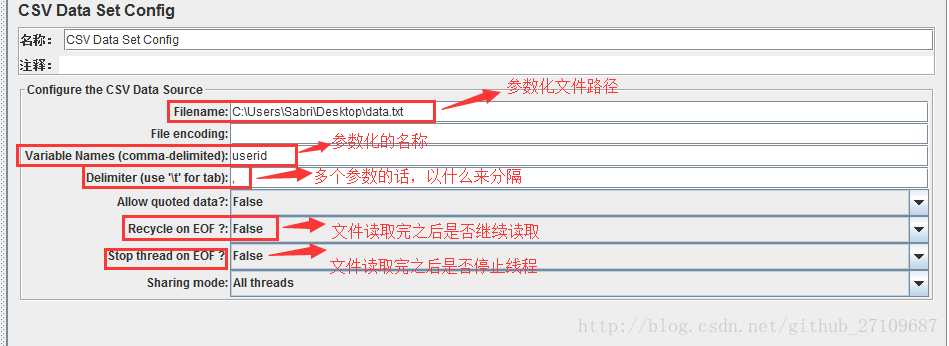 CSV Data Set Config
名称： CSV Data Set Config
注释：
Configure the CSV Data Source
参数化文件路径
Filename: C:\Users\Sabri\Desktop\data.txt
File encoding:
参数化的名称
Variable Names (comma-delimited): userid
Delimiter (use '\t' for tab): , 多个参数的话，以什么来分隔
Allow quoted data?: False
Recycle on EOF ?: False 文件读取完之后是否继续读取
Stop thread on EOF ? False
文件读取完之后是否停止线程
Sharing mode: All threads
http://blog.csdn.net/github_27109687